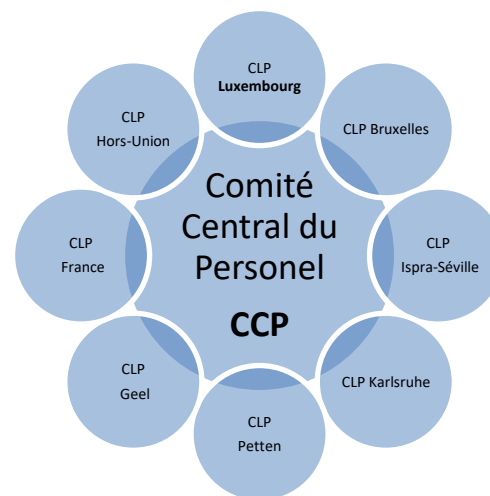 CLP
Luxembourg
CLP Bruxelles
CLP
Ispra-Séville
CLP Karlsruhe
CLP
Petten
CLP
Geel
CLP
France
CLP
Hors-Union
Comité
Central du
Personel
CCP